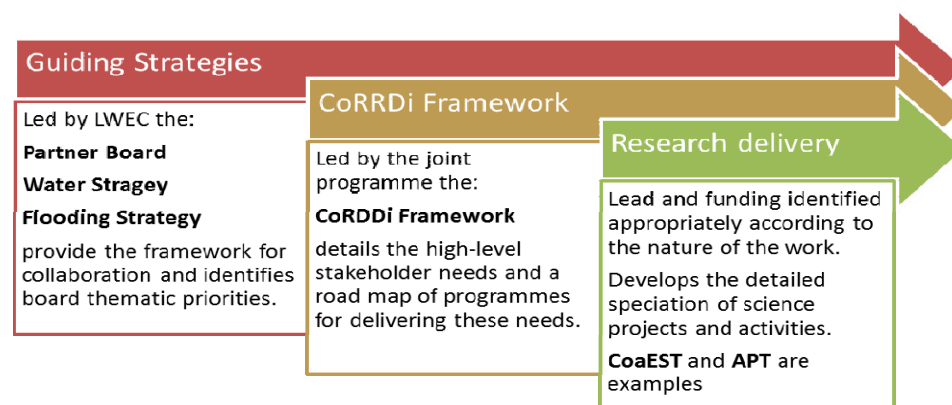 Guiding Strategies
Led by LWEC the:
Partner Board
Water Stragey
Flooding Strategy
provide the framework for
collaboration and identifies
board thematic priorities.
CoRRDi Framework
Led by the joint
programme the:
CoRDDi Framework
details the high-level
stakeholder needs and a
road map of programmes
for delivering these needs.
Research delivery
Lead and funding identified
appropriately according to
the nature of the work.
Develops the detailed
speciation of science
projects and activities.
CoaEST and APT are
examples